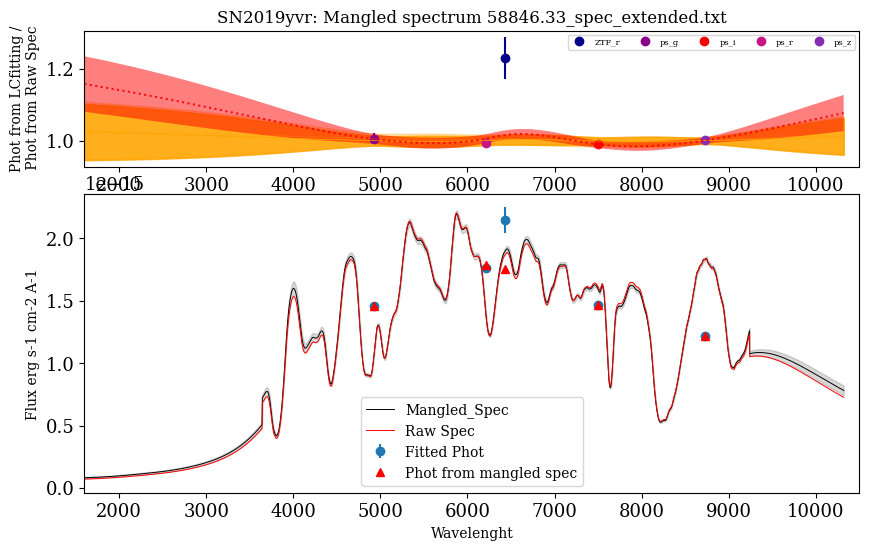 SN2019yvr: Mangled spectrum 58846.33_spec_extended.txt
Phot from LCfitting /
Phot from Raw Spec
1.2
1.0
ZTF_r ps_g ps_i ps_r ps_z
2000 3000 4000 5000 6000 7000 8000 9000 10000
1e−15
Flux erg s-1 cm-2 A-1
2.0
1.5
1.0
0.5
0.0
Mangled_Spec
Raw Spec
Fitted Phot
Phot from mangled spec
2000 3000 4000 5000 6000 7000 8000 9000 10000
Wavelenght